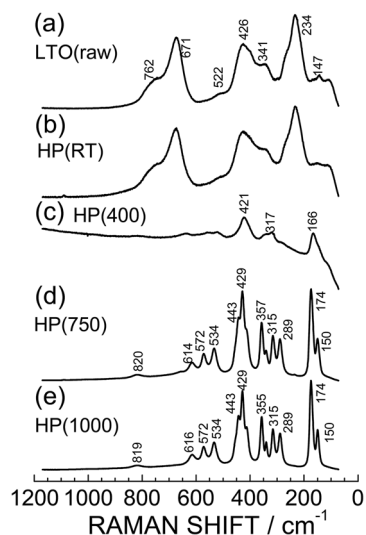 (a)
LTO(raw)
762
671
522
426
341
234
147
(b)
HP(RT)
(c) HP(400)
421
317
166
(d)
HP(750)
820
614
572
534
443
429
357
315
289
174
150
(e)
HP(1000)
819
616
572
534
443
429
355
315
289
174
150
1200 1000 800 600 400 200 0
RAMAN SHIFT / cm-1